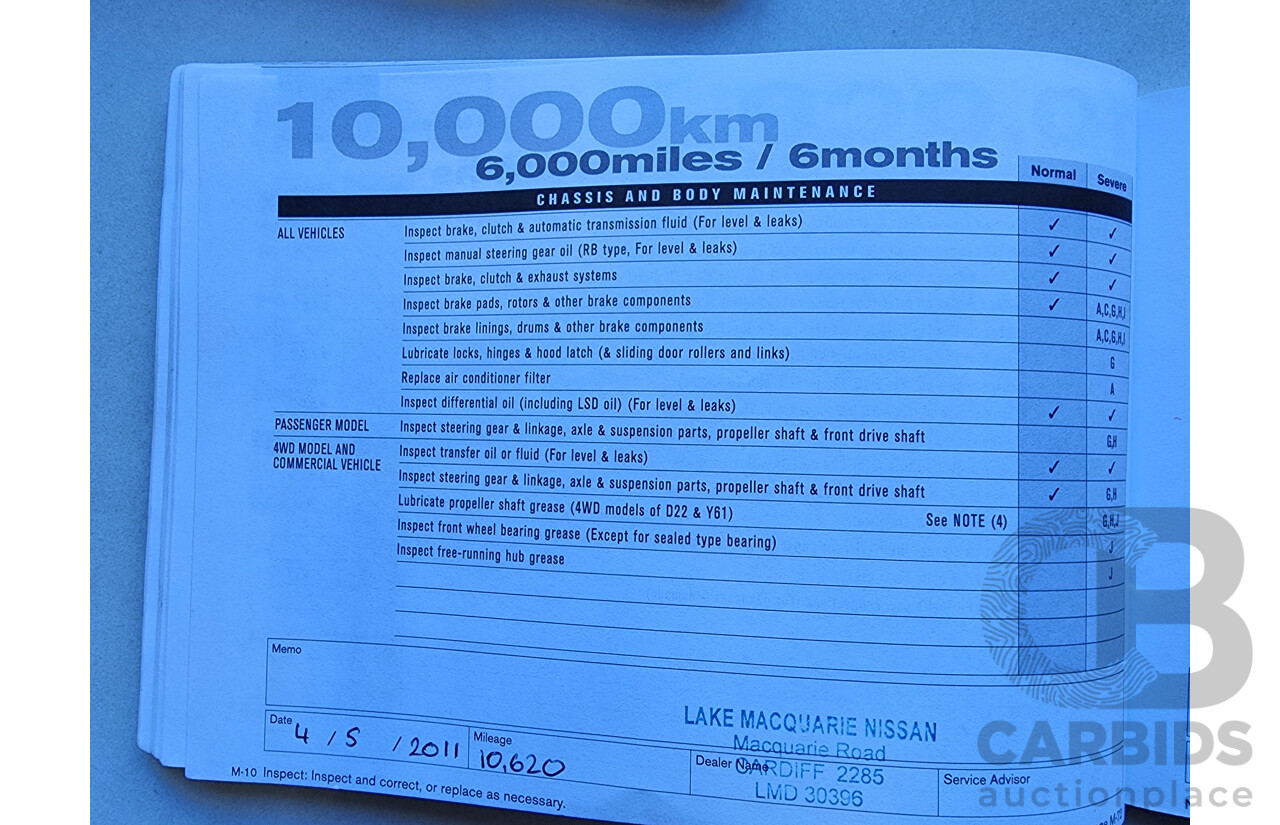 10,000km
6,000miles / 6months
Normal Severe
CHASSIS AND BODY MAINTENANCE
ALL VEHICLES Inspect brake, clutch & automatic transmission fluid (For level & leaks) ✓ ✓
Inspect manual steering gear oil (RB type, For level & leaks) ✓ ✓
Inspect brake, clutch & exhaust systems ✓ ✓
Inspect brake pads, rotors & other brake components ✓ A,C,G,H,I
Inspect brake linings, drums & other brake components A,C,G,H,I
Lubricate locks, hinges & hood latch (& sliding door rollers and links) G
Replace air conditioner filter A
Inspect differential oil (including LSD oil) (For level & leaks) ✓ ✓
PASSENGER MODEL Inspect steering gear & linkage, axle & suspension parts, propeller shaft & front drive shaft G,H
4WD MODEL AND Inspect transfer oil or fluid (For level & leaks) ✓ ✓
COMMERCIAL VEHICLE Inspect steering gear & linkage, axle & suspension parts, propeller shaft & front drive shaft ✓ G,H
Lubricate propeller shaft grease (4WD models of D22 & Y61) See NOTE (4) G,H,J
Inspect front wheel bearing grease (Except for sealed type bearing) J
Inspect free-running hub grease J
Memo
LAKE MACQUARIE NISSAN
Macquarie Road
CARDIFF 2285
LMD 30396
Date 4 / 5 / 2011 Mileage 10,620 Dealer Name Service Advisor
M-10 Inspect: Inspect and correct, or replace as necessary.
CB
CARBIDS
auctionplace